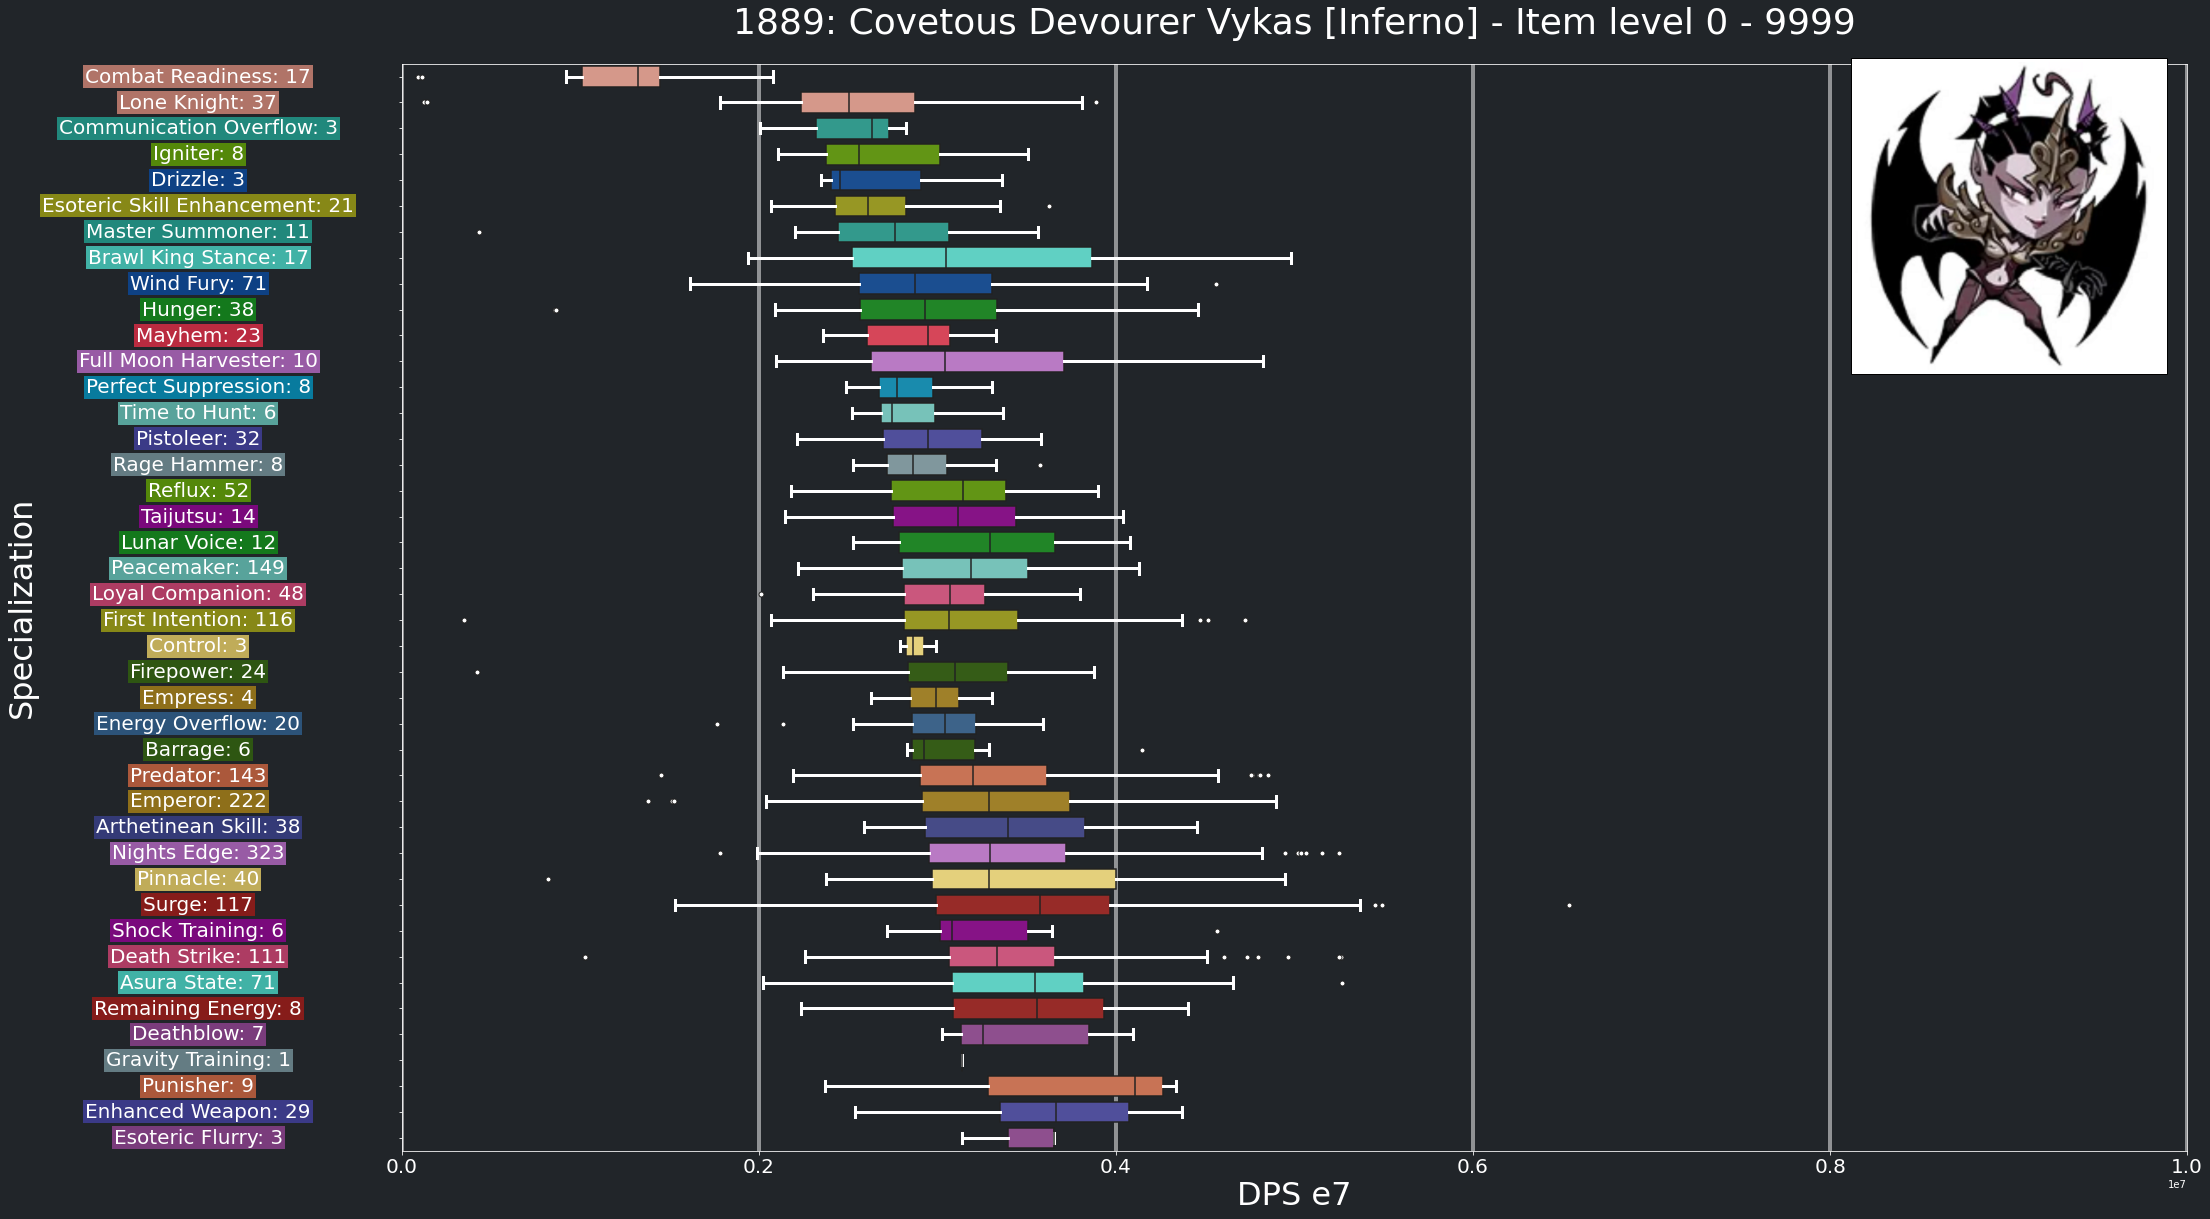 1889: Covetous Devourer Vykas [Inferno] - Item level 0 - 9999
Combat Readiness: 17
Lone Knight: 37
Communication Overflow: 3
Igniter: 8
Drizzle: 3
Esoteric Skill Enhancement: 21
Master Summoner: 11
Brawl King Stance: 17
Wind Fury: 71
Hunger: 38
Mayhem: 23
Full Moon Harvester: 10
Perfect Suppression: 8
Time to Hunt: 6
Pistoleer: 32
Rage Hammer: 8
Reflux: 52
Taijutsu: 14
Lunar Voice: 12
Peacemaker: 149
Loyal Companion: 48
First Intention: 116
Control: 3
Firepower: 24
Empress: 4
Energy Overflow: 20
Barrage: 6
Predator: 143
Emperor: 222
Arthetinean Skill: 38
Nights Edge: 323
Pinnacle: 40
Surge: 117
Shock Training: 6
Death Strike: 111
Asura State: 71
Remaining Energy: 8
Deathblow: 7
Gravity Training: 1
Punisher: 9
Enhanced Weapon: 29
Esoteric Flurry: 3
Specialization
0.0 0.2 0.4 0.6 0.8 1.0
1e7
DPS e7